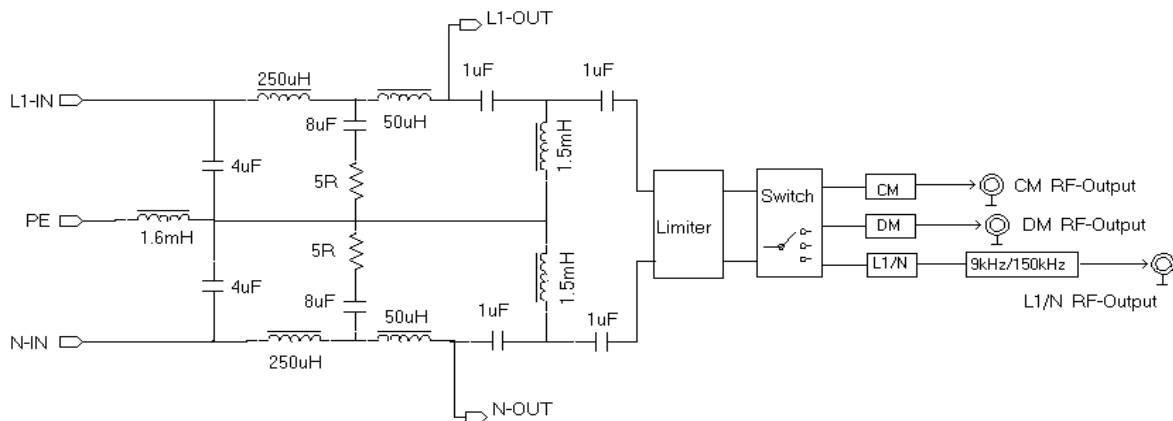 L1-OUT
1uF
1uF
250uH
L1-IN
8uF
50uH
4uF
1.5mH
5R
CM
CM RF-Output
Switch
PE
Limiter
DM
DM RF-Output
1.6mH
5R
L1/N
9kHz/150kHz
4uF
1.5mH
8uF
50uH
1uF
1uF
L1/N RF-Output
N-IN
250uH
N-OUT